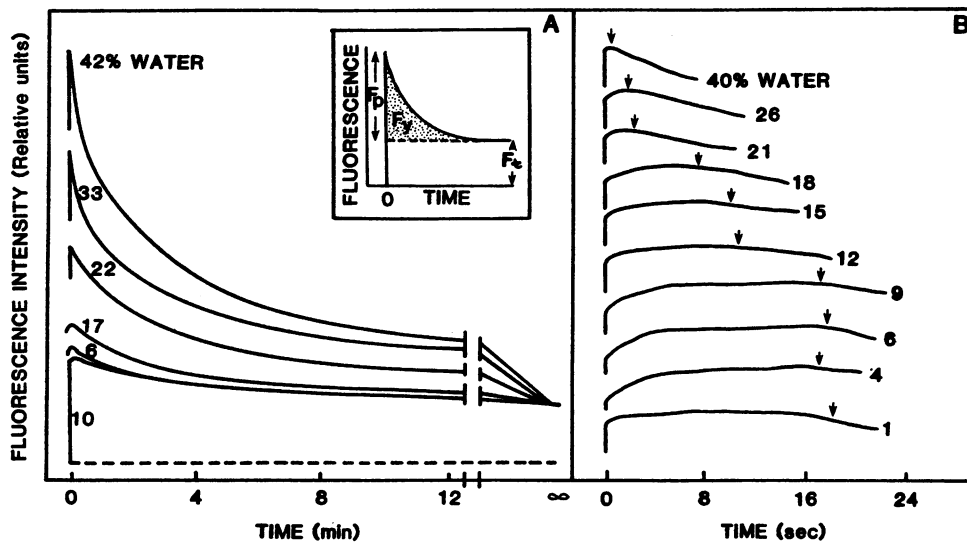 A
B
FLUORESCENCE INTENSITY (Relative units)
42% WATER
33
22
17
6
10
0
4
8
12
∞
TIME (min)
FLUORESCENCE
Fp
Fv
0
TIME
40% WATER
26
21
18
15
12
9
6
4
1
0
8
16
24
TIME (sec)